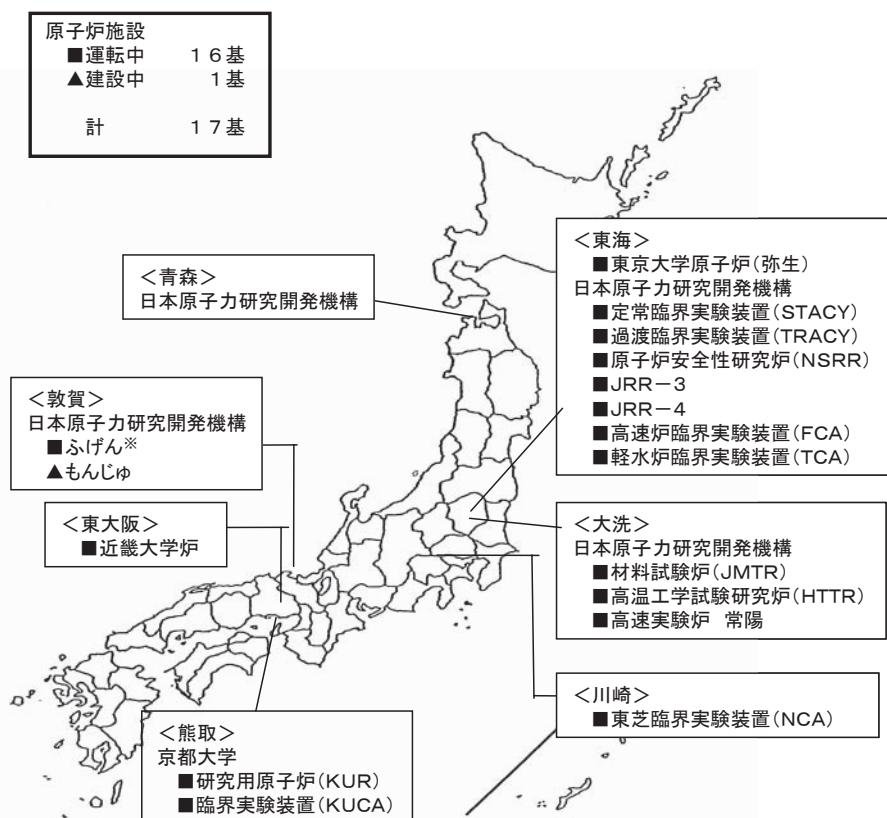 原子炉施設
■運転中 16基
▲建設中 1基
計 17基
<青森>
日本原子力研究開発機構
<敦賀>
日本原子力研究開発機構
■ふげん※
▲もんじゅ
<東大阪>
■近畿大学炉
<熊取>
京都大学
■研究用原子炉(KUR)
■臨界実験装置(KUCA)
<東海>
■東京大学原子炉(弥生)
日本原子力研究開発機構
■定常臨界実験装置(STACY)
■過渡臨界実験装置(TRACY)
■原子炉安全性研究炉(NSRR)
■JRR-3
■JRR-4
■高速炉臨界実験装置(FCA)
■軽水炉臨界実験装置(TCA)
<大洗>
日本原子力研究開発機構
■材料試験炉(JMTR)
■高温工学試験研究炉(HTTR)
■高速実験炉 常陽
<川崎>
■東芝臨界実験装置(NCA)